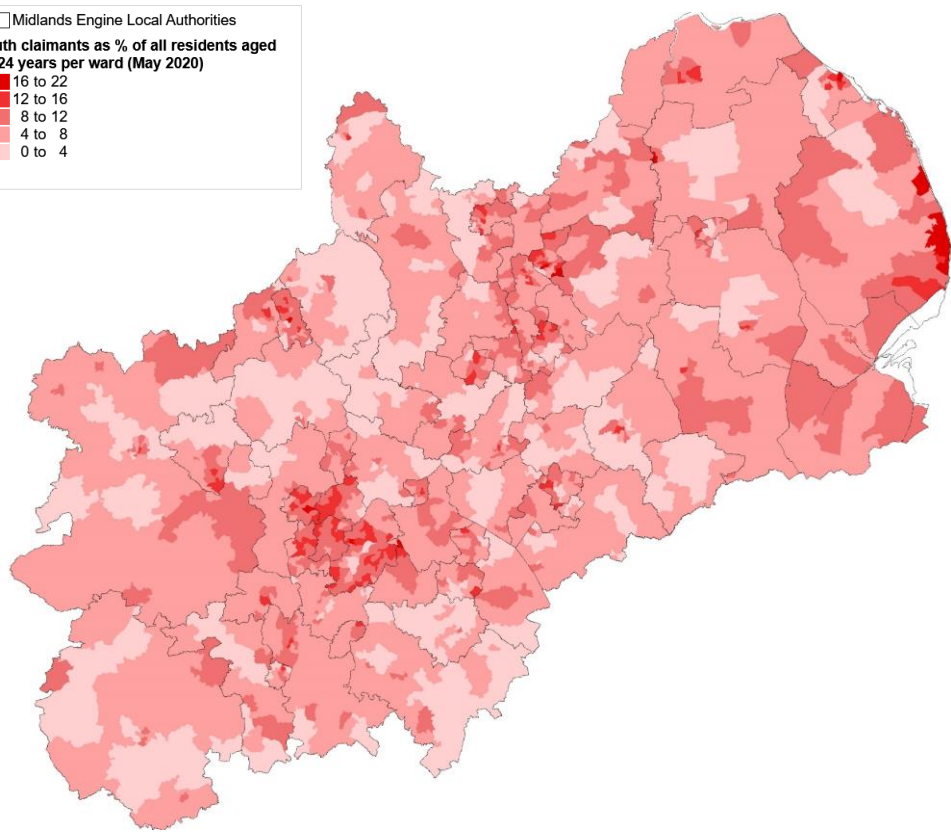 Midlands Engine Local Authorities
uth claimants as % of all residents aged
24 years per ward (May 2020)
16 to 22
12 to 16
8 to 12
4 to 8
0 to 4